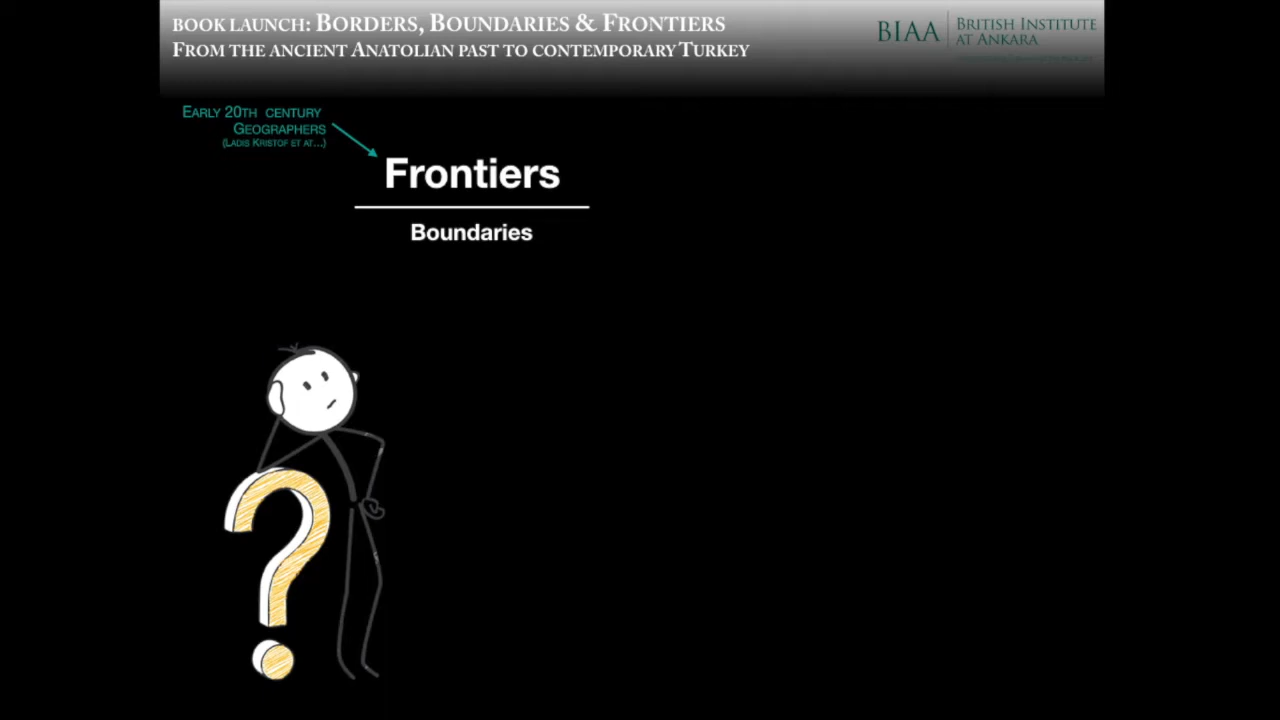 BOOK LAUNCH: BORDERS, BOUNDARIES & FRONTIERS
FROM THE ANCIENT ANATOLIAN PAST TO CONTEMPORARY TURKEY
BIAA
BRITISH INSTITUTE
AT ANKARA
EARLY 20TH CENTURY
GEOGRAPHERS
(LADIS KRISTOF ET AT...)
Frontiers
Boundaries